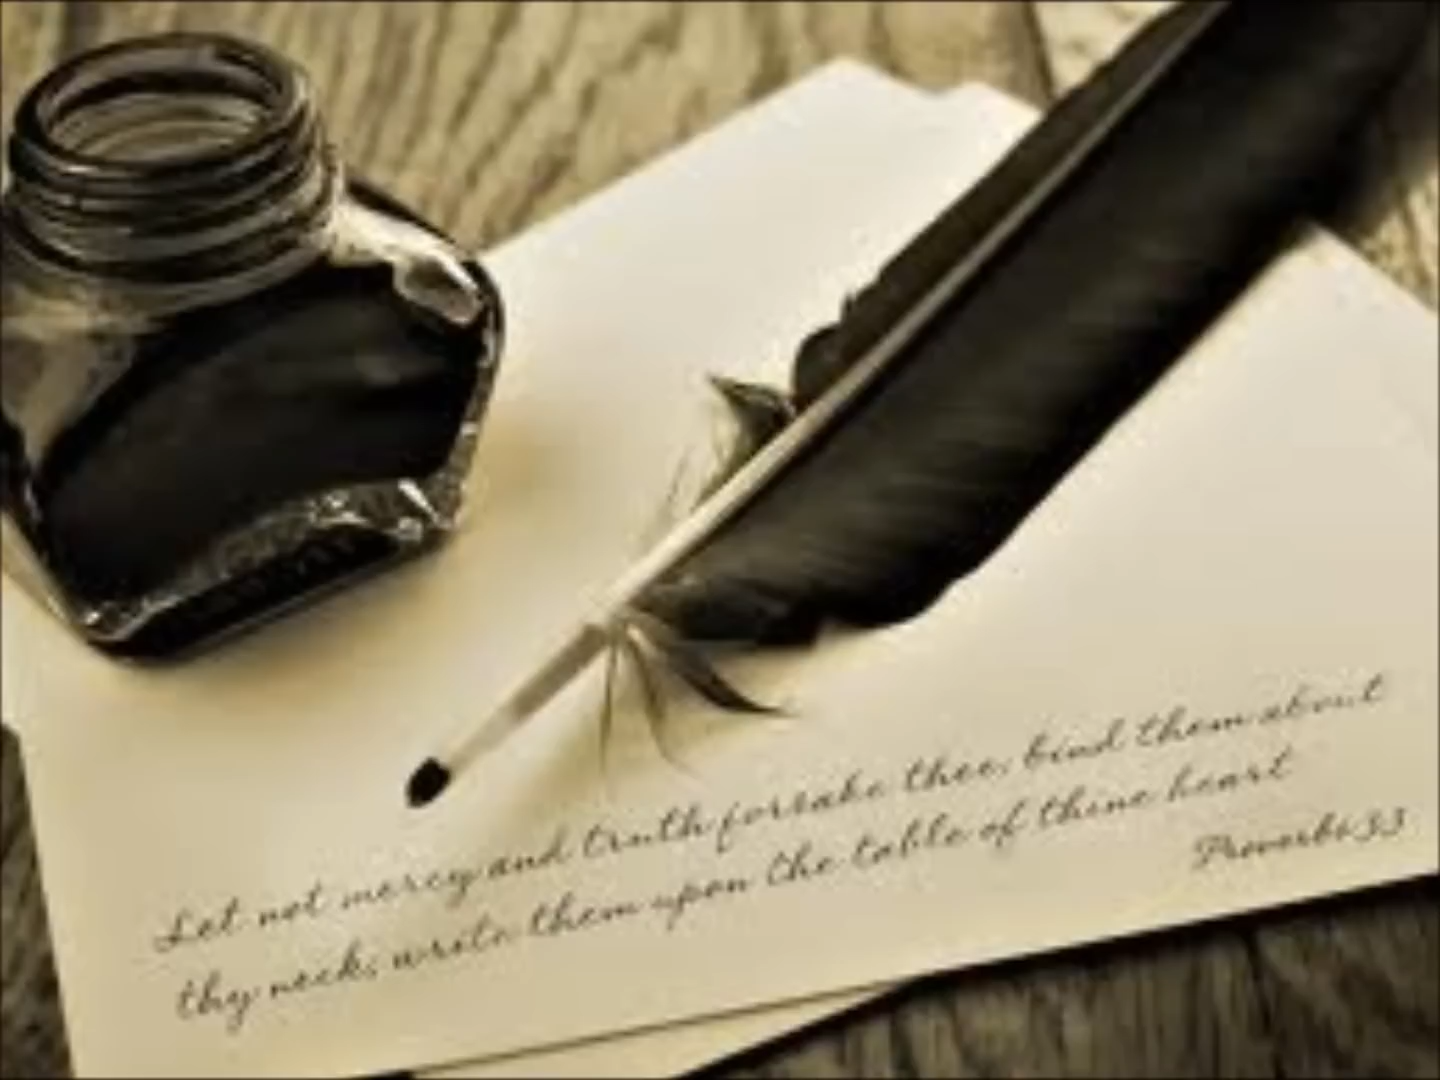 Let not mercy and truth forsake thee; bind them about
thy neck; write them upon the table of thine heart
Proverbs 3:3